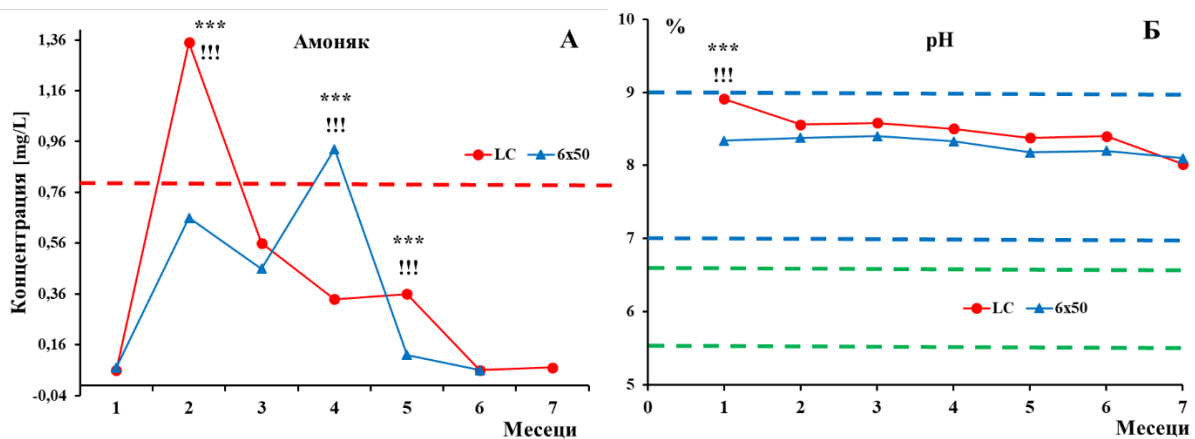 Амоняк
А
Концентрация [mg/L]
1,36
1,16
0,96
0,76
0,56
0,36
0,16
-0,04
***
!!!
***
!!!
***
!!!
LC 6x50
1 2 3 4 5 6 7
Месеци
%
pH
Б
10
9
8
7
6
5
***
!!!
LC 6x50
0 1 2 3 4 5 6 7
Месеци